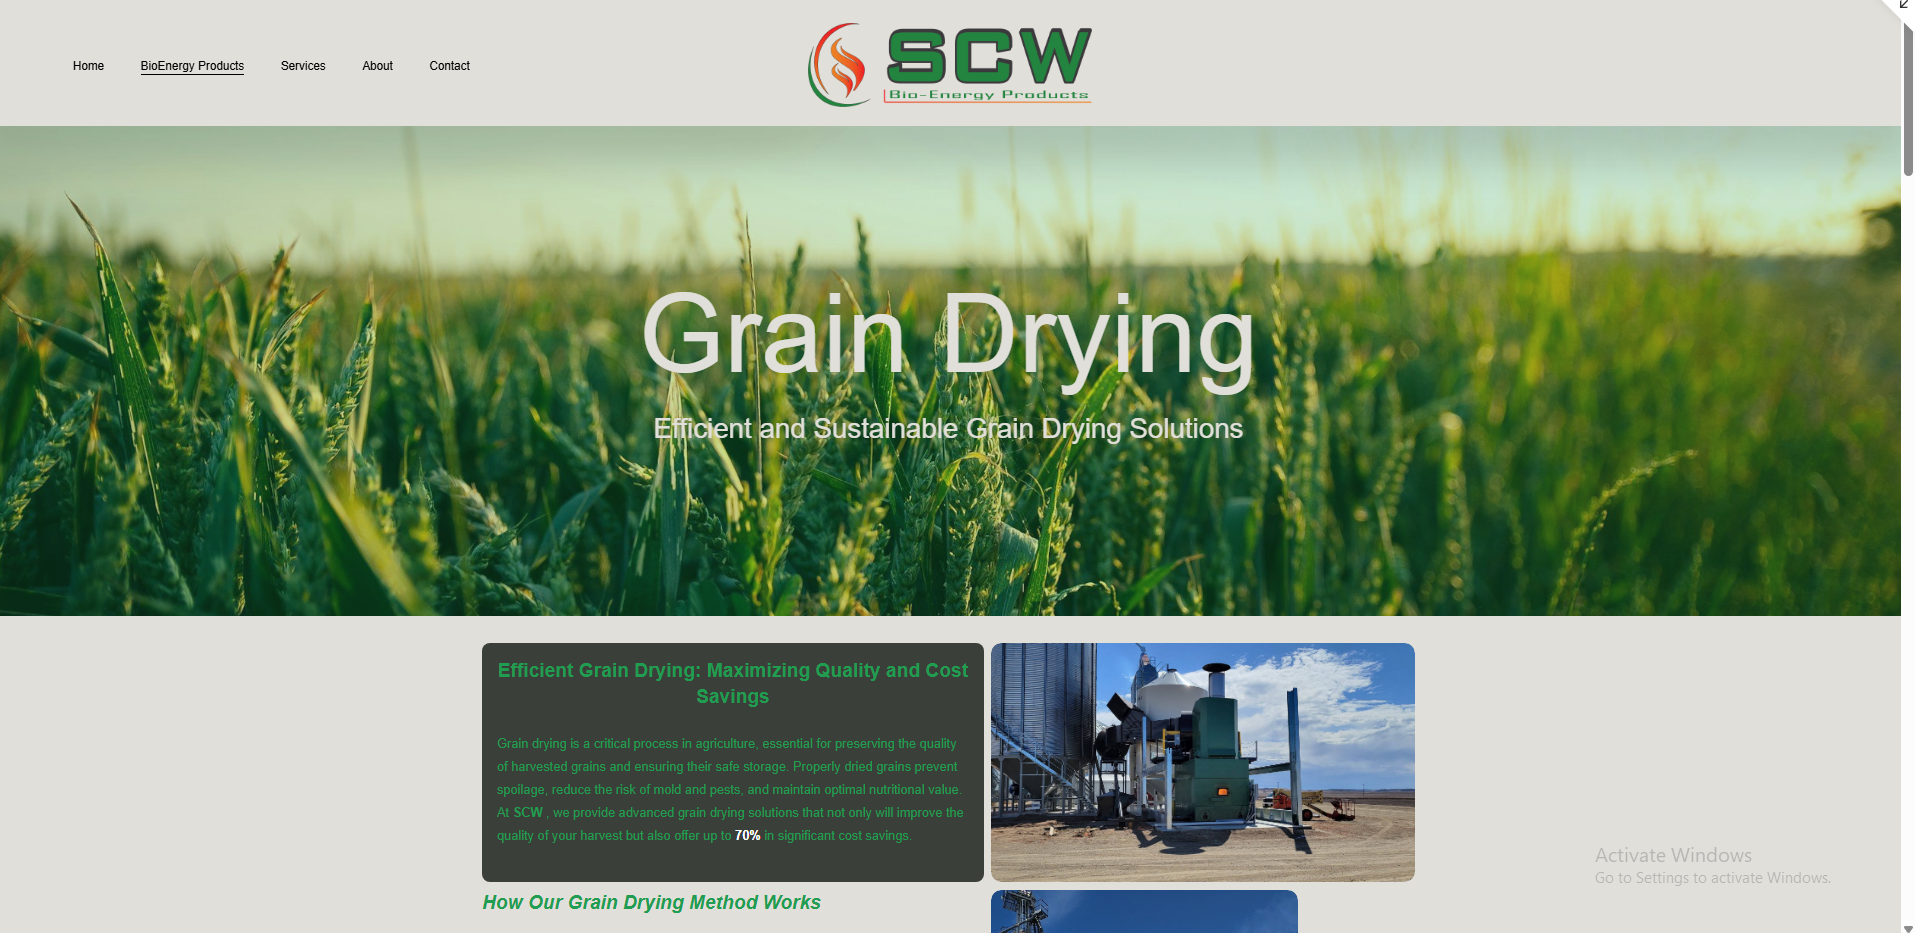 Home
BioEnergy Products
Services
About
Contact
SCW
Bio-Energy Products
Grain Drying
Efficient and Sustainable Grain Drying Solutions
Efficient Grain Drying: Maximizing Quality and Cost
Savings
Grain drying is a critical process in agriculture, essential for preserving the quality
of harvested grains and ensuring their safe storage. Properly dried grains prevent
spoilage, reduce the risk of mold and pests, and maintain optimal nutritional value.
At SCW , we provide advanced grain drying solutions that not only will improve the
quality of your harvest but also offer up to 70% in significant cost savings.
How Our Grain Drying Method Works
Activate Windows
Go to Settings to activate Windows.